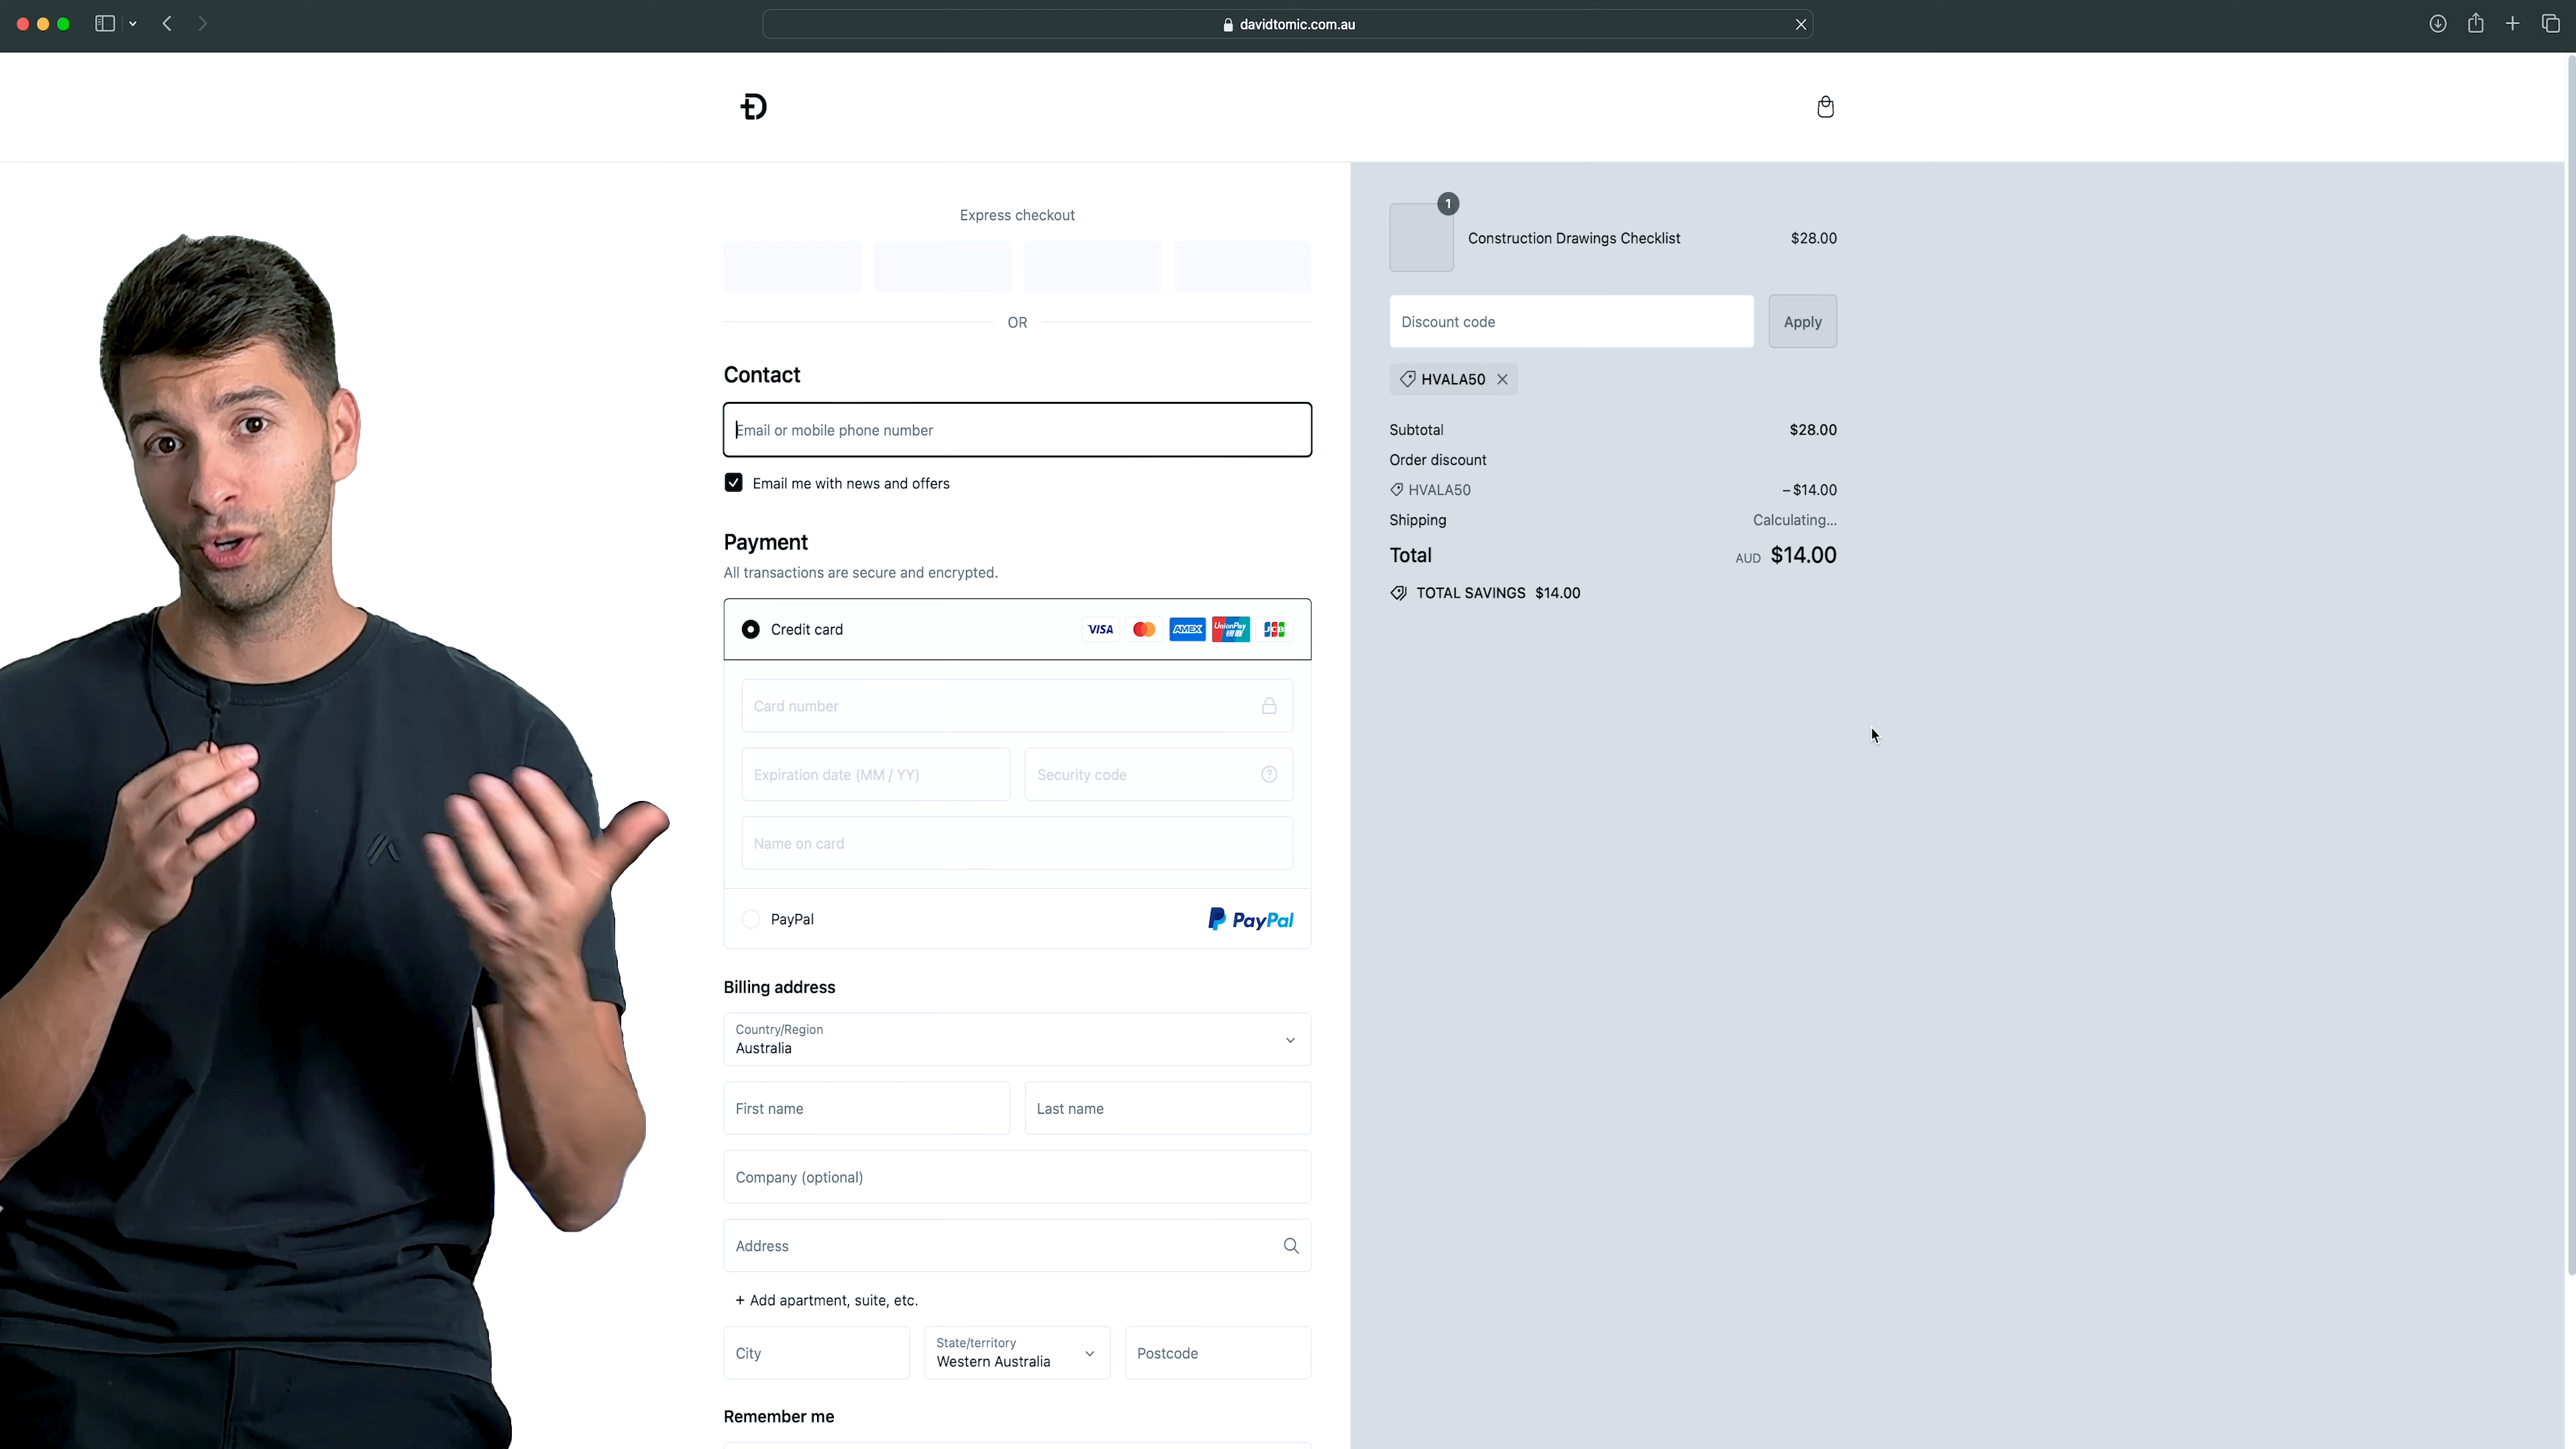 davidtomic.com.au
Express checkout
OR
Contact
Email or mobile phone number
Email me with news and offers
Payment
All transactions are secure and encrypted.
Credit card VISA AMEX UnionPay 银联 JCB
Card number
Expiration date (MM / YY) Security code
Name on card
PayPal PayPal
Billing address
Country/Region
Australia
First name Last name
Company (optional)
Address
+ Add apartment, suite, etc.
City State/territory Western Australia Postcode
Remember me
1
Construction Drawings Checklist $28.00
Discount code Apply
HVALA50
Subtotal $28.00
Order discount
HVALA50 –$14.00
Shipping Calculating...
Total AUD $14.00
TOTAL SAVINGS $14.00